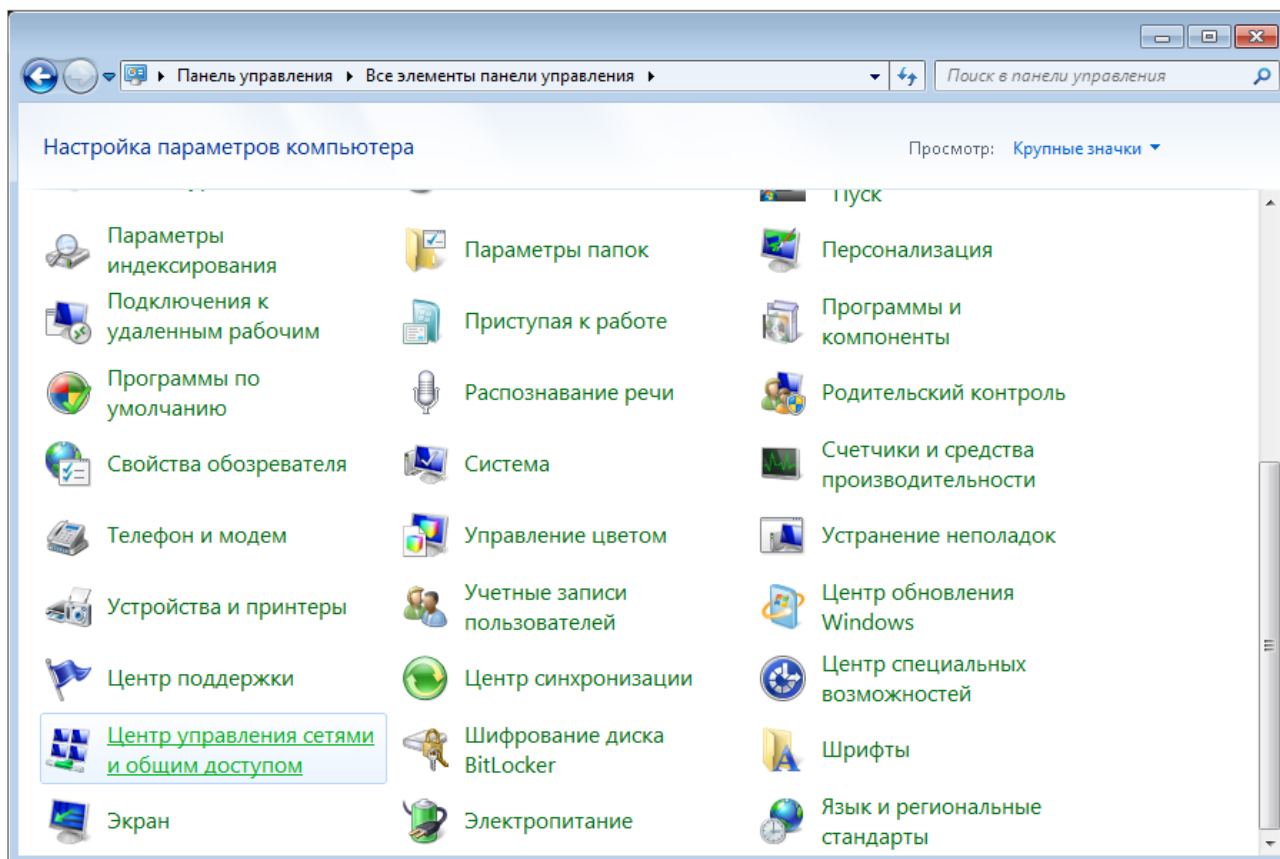 Панель управления
Все элементы панели управления
Поиск в панели управления
Настройка параметров компьютера
Просмотр:
Крупные значки
Пуск
Параметры
индексирования
Параметры папок
Персонализация
Подключения к
удаленным рабочим
Приступая к работе
Программы и
компоненты
Программы по
умолчанию
Распознавание речи
Родительский контроль
Свойства обозревателя
Система
Счетчики и средства
производительности
Телефон и модем
Управление цветом
Устранение неполадок
Устройства и принтеры
Учетные записи
пользователей
Центр обновления
Windows
Центр поддержки
Центр синхронизации
Центр специальных
возможностей
Центр управления сетями
и общим доступом
Шифрование диска
BitLocker
Шрифты
Экран
Электропитание
Язык и региональные
стандарты